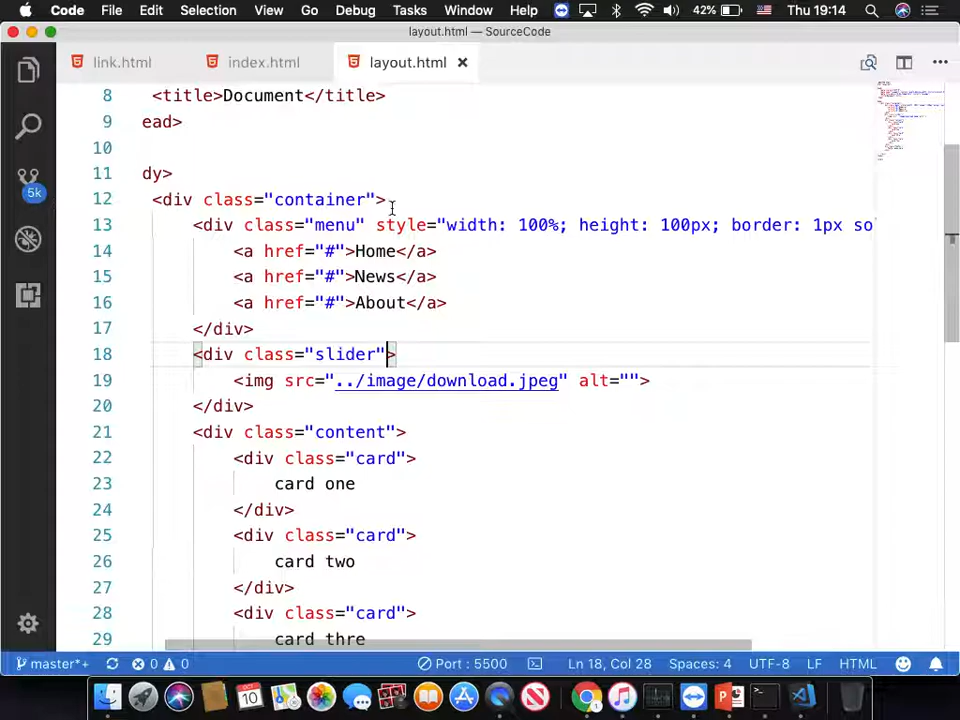 Code File Edit Selection View Go Debug Tasks Window Help 42% Thu 19:14
layout.html — SourceCode
link.html index.html layout.html
8 <title>Document</title>
9 ead>
10
11 dy>
12 <div class="container">
13 <div class="menu" style="width: 100%; height: 100px; border: 1px so
14 <a href="#">Home</a>
15 <a href="#">News</a>
16 <a href="#">About</a>
17 </div>
18 <div class="slider">
19 <img src="../image/download.jpeg" alt="">
20 </div>
21 <div class="content">
22 <div class="card">
23 card one
24 </div>
25 <div class="card">
26 card two
27 </div>
28 <div class="card">
29 card thre
5k
master*+ 0 0 Port : 5500 Ln 18, Col 28 Spaces: 4 UTF-8 LF HTML